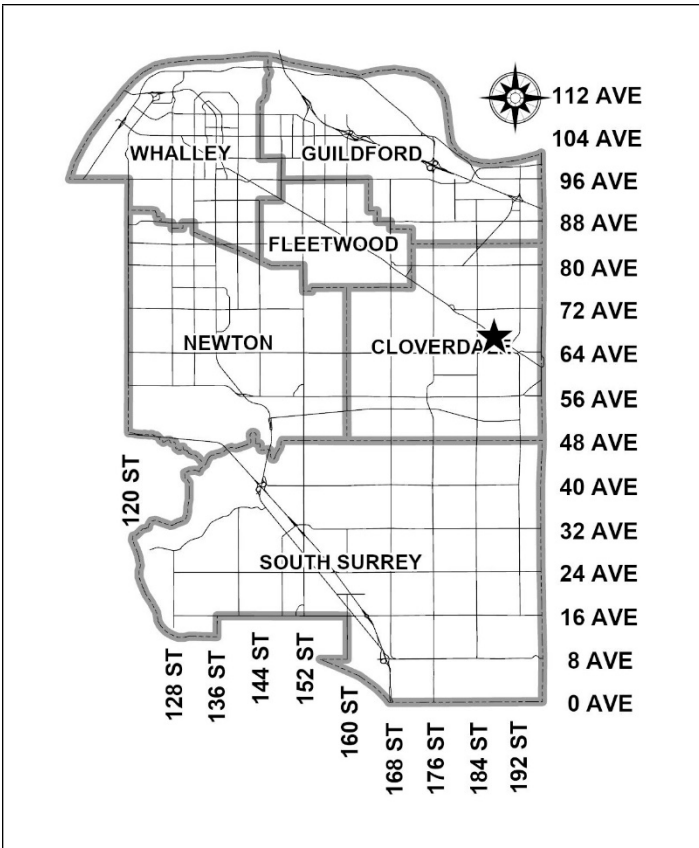 112 AVE
104 AVE
WHALLEY
GUILDFORD
96 AVE
88 AVE
FLEETWOOD
80 AVE
72 AVE
NEWTON
CLOVERDALE
64 AVE
56 AVE
48 AVE
120 ST
40 AVE
32 AVE
SOUTH SURREY
24 AVE
16 AVE
128 ST
136 ST
144 ST
152 ST
8 AVE
160 ST
0 AVE
168 ST
176 ST
184 ST
192 ST